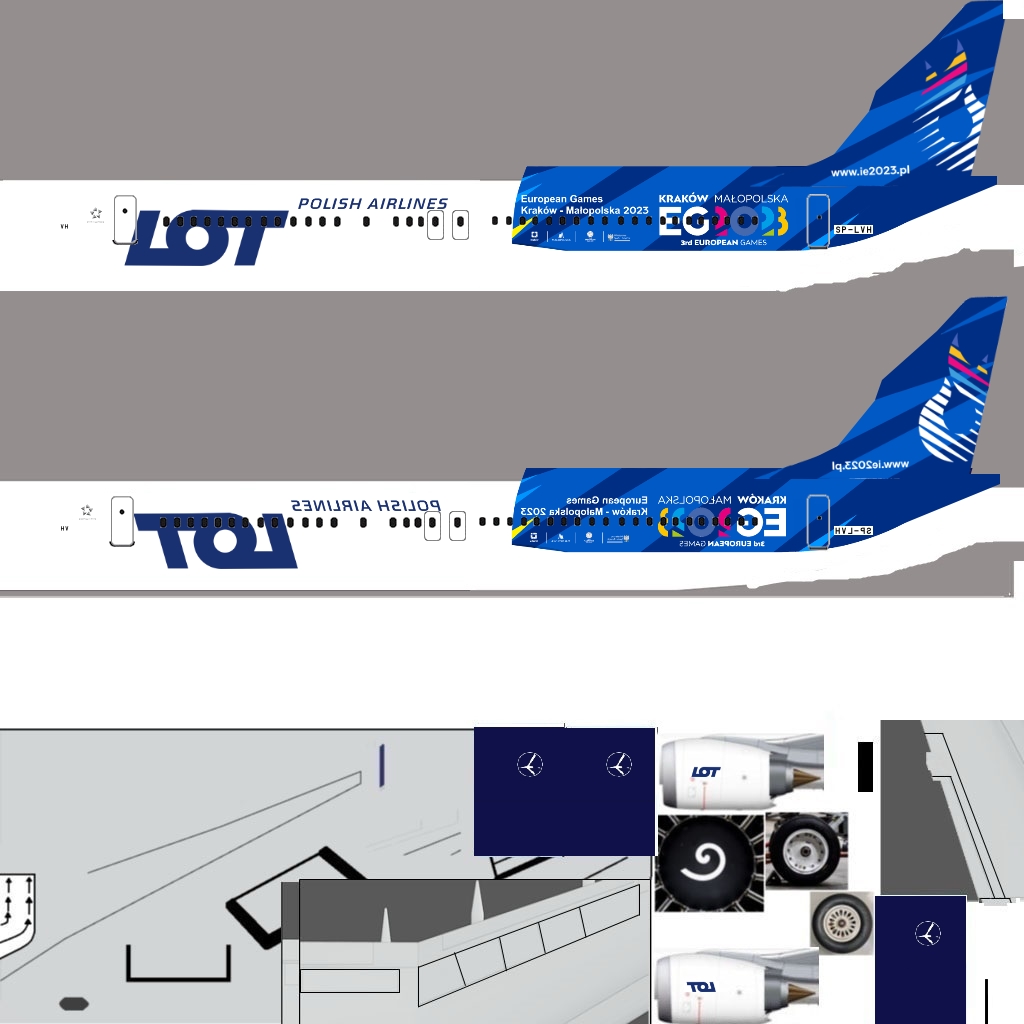 POLISH AIRLINES
LOT
VH
www.ie2023.pl
European Games
Kraków - Małopolska 2023
KRAKÓW MAŁOPOLSKA
EG2023
3rd EUROPEAN GAMES
SP-LVH
POLISH AIRLINES
LOT
VH
www.ie2023.pl
European Games
Kraków - Małopolska 2023
KRAKÓW MAŁOPOLSKA
EG2023
3rd EUROPEAN GAMES
SP-LVH
LOT
LOT